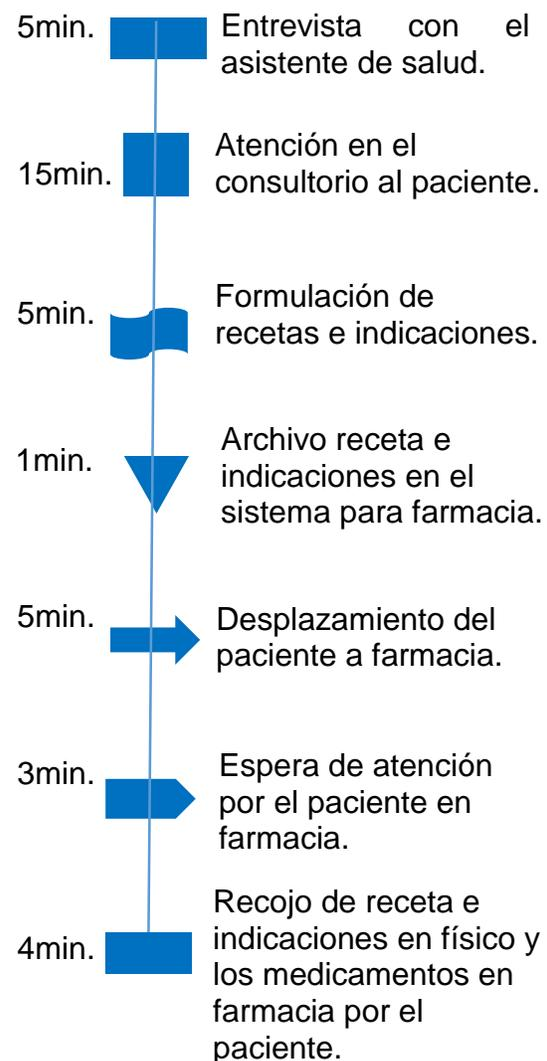 5min.
Entrevista con el
asistente de salud.
15min.
Atención en el
consultorio al paciente.
5min.
Formulación de
recetas e indicaciones.
1min.
Archivo receta e
indicaciones en el
sistema para farmacia.
5min.
Desplazamiento del
paciente a farmacia.
3min.
Espera de atención
por el paciente en
farmacia.
4min.
Recojo de receta e
indicaciones en físico y
los medicamentos en
farmacia por el
paciente.